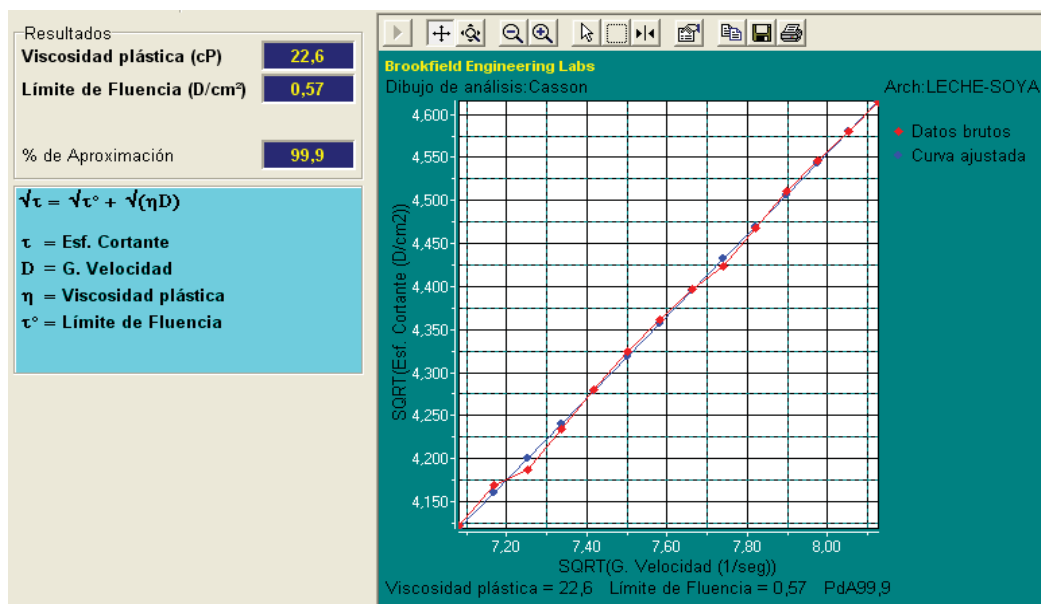 Resultados
Viscosidad plástica (cP) 22,6
Límite de Fluencia (D/cm²) 0,57
% de Aproximación 99,9
√τ = √τ° + √(ηD)
τ = Esf. Cortante
D = G. Velocidad
η = Viscosidad plástica
τ° = Límite de Fluencia
Brookfield Engineering Labs
Dibujo de análisis:Casson Arch:LECHE-SOYA
Datos brutos
Curva ajustada
SQRT(Esf. Cortante (D/cm2))
4,600
4,550
4,500
4,450
4,400
4,350
4,300
4,250
4,200
4,150
7,20 7,40 7,60 7,80 8,00
SQRT(G. Velocidad (1/seg))
Viscosidad plástica = 22,6 Límite de Fluencia = 0,57 PdA99,9